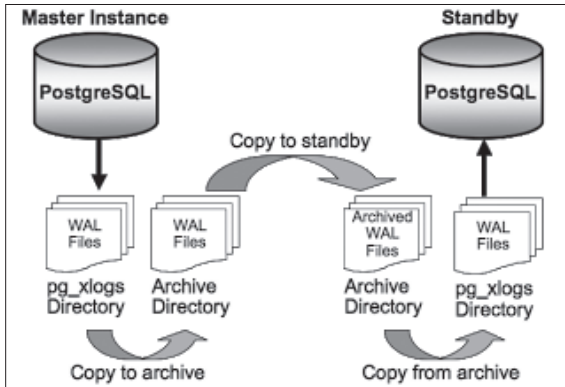 Master Instance
Standby
PostgreSQL
PostgreSQL
Copy to standby
WAL
Files
WAL
Files
Archived
WAL
Files
WAL
Files
pg_xlogs
Directory
Archive
Directory
Archive
Directory
pg_xlogs
Directory
Copy to archive
Copy from archive